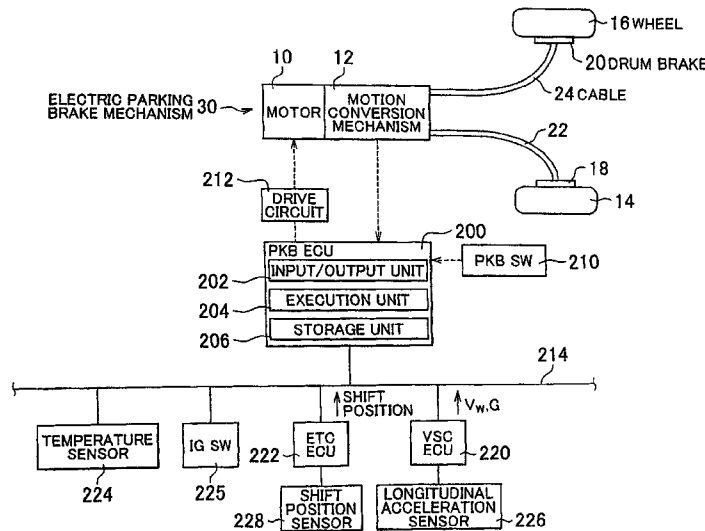 16 WHEEL
20 DRUM BRAKE
24 CABLE
10
12
ELECTRIC PARKING
BRAKE MECHANISM 30
MOTOR
MOTION
CONVERSION
MECHANISM
22
18
14
212
DRIVE
CIRCUIT
200
PKB ECU
202
INPUT/OUTPUT UNIT
204
EXECUTION UNIT
206
STORAGE UNIT
PKB SW
210
214
SHIFT
POSITION
Vw,G
TEMPERATURE
SENSOR
224
IG SW
225
222
ETC
ECU
VSC
ECU
220
228
SHIFT
POSITION
SENSOR
LONGITUDINAL
ACCELERATION
SENSOR
226